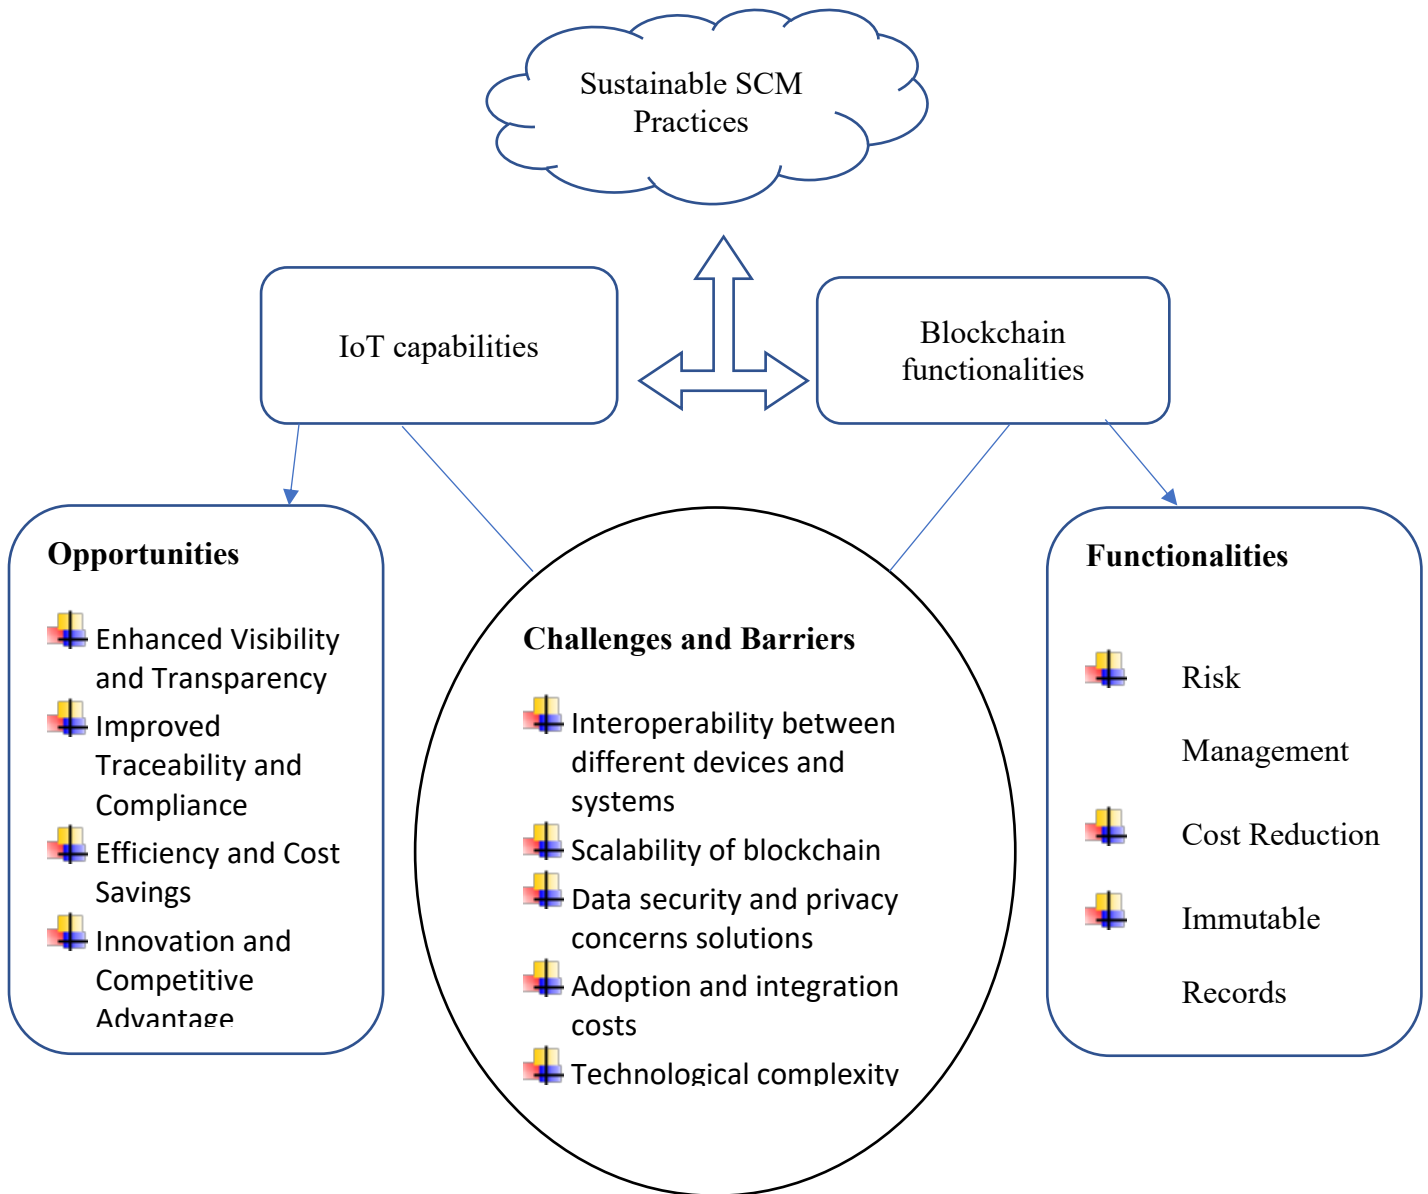 Sustainable SCM
Practices
IoT capabilities
Blockchain
functionalities
Opportunities
Enhanced Visibility
and Transparency
Improved
Traceability and
Compliance
Efficiency and Cost
Savings
Innovation and
Competitive
Advantage
Challenges and Barriers
Interoperability between
different devices and
systems
Scalability of blockchain
Data security and privacy
concerns solutions
Adoption and integration
costs
Technological complexity
Functionalities
Risk
Management
Cost Reduction
Immutable
Records